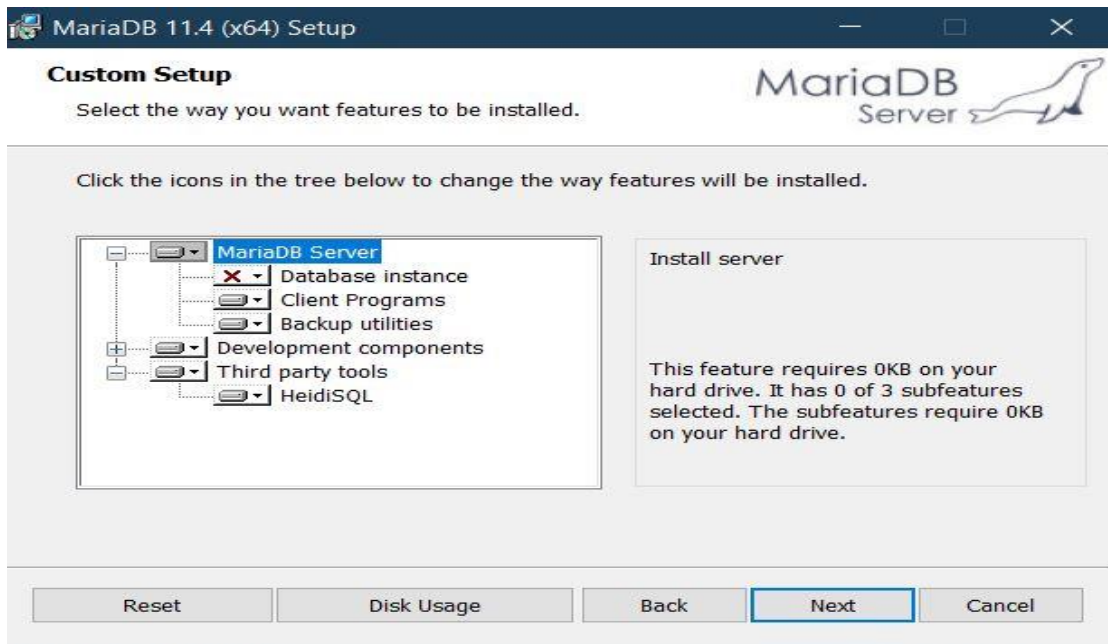 MariaDB 11.4 (x64) Setup
Custom Setup
Select the way you want features to be installed.
MariaDB
Server
Click the icons in the tree below to change the way features will be installed.
MariaDB Server
Database instance
Client Programs
Backup utilities
Development components
Third party tools
HeidiSQL
Install server
This feature requires 0KB on your
hard drive. It has 0 of 3 subfeatures
selected. The subfeatures require 0KB
on your hard drive.
Reset
Disk Usage
Back
Next
Cancel